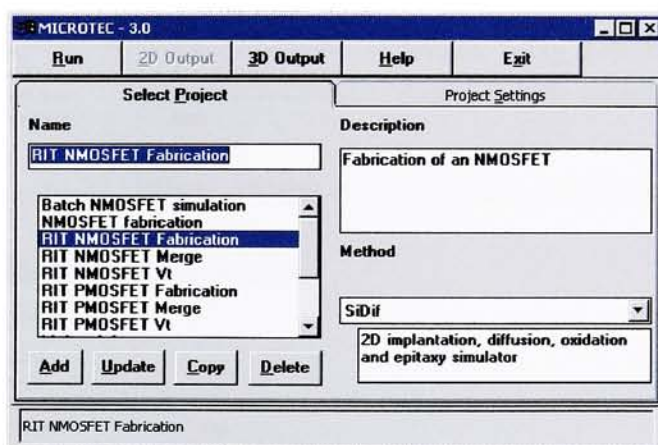 MICROTEC - 3.0
Run 2D Output 3D Output Help Exit
Select Project Project Settings
Name
RIT NMOSFET Fabrication
Batch NMOSFET simulation
NMOSFET fabrication
RIT NMOSFET Fabrication
RIT NMOSFET Merge
RIT NMOSFET Vt
RIT PMOSFET Fabrication
RIT PMOSFET Merge
RIT PMOSFET Vt
Add Update Copy Delete
Description
Fabrication of an NMOSFET
Method
SiDif
2D implantation, diffusion, oxidation
and epitaxy simulator
RIT NMOSFET Fabrication